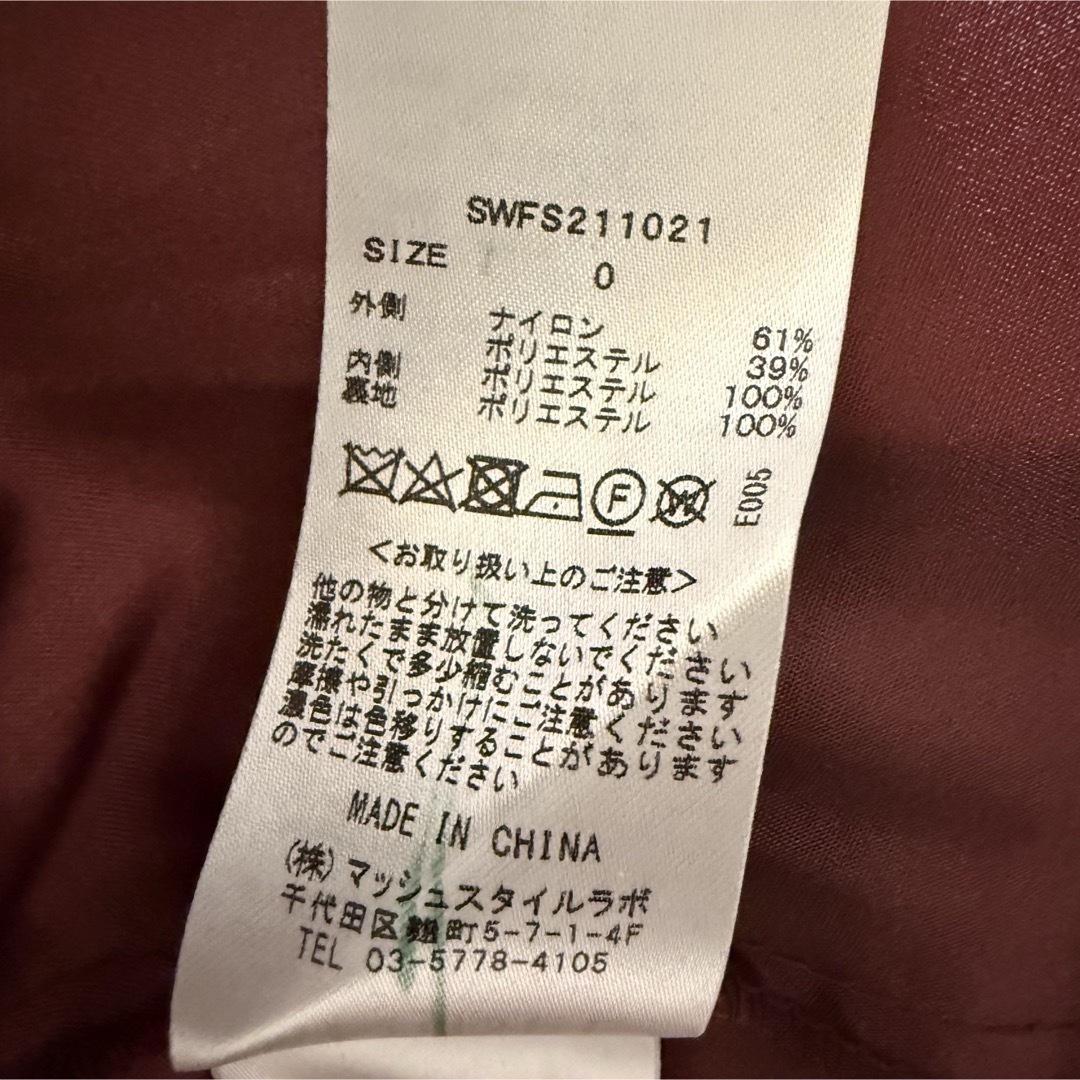 SWFS211021
SIZE 0
外側 ナイロン 61%
ポリエステル 39%
内側 ポリエステル 100%
裏地 ポリエステル 100%
F W E005
<お取り扱い上のご注意>
他の物と分けて洗ってください
濡れたまま放置しないでください
洗たくで多少縮むことがあります
摩擦や引っかけにご注意ください
濃色は色移りすることがあります
のでご注意ください
MADE IN CHINA
(株)マッシュスタイルラボ
千代田区麹町5-7-1-4F
TEL 03-5778-4105